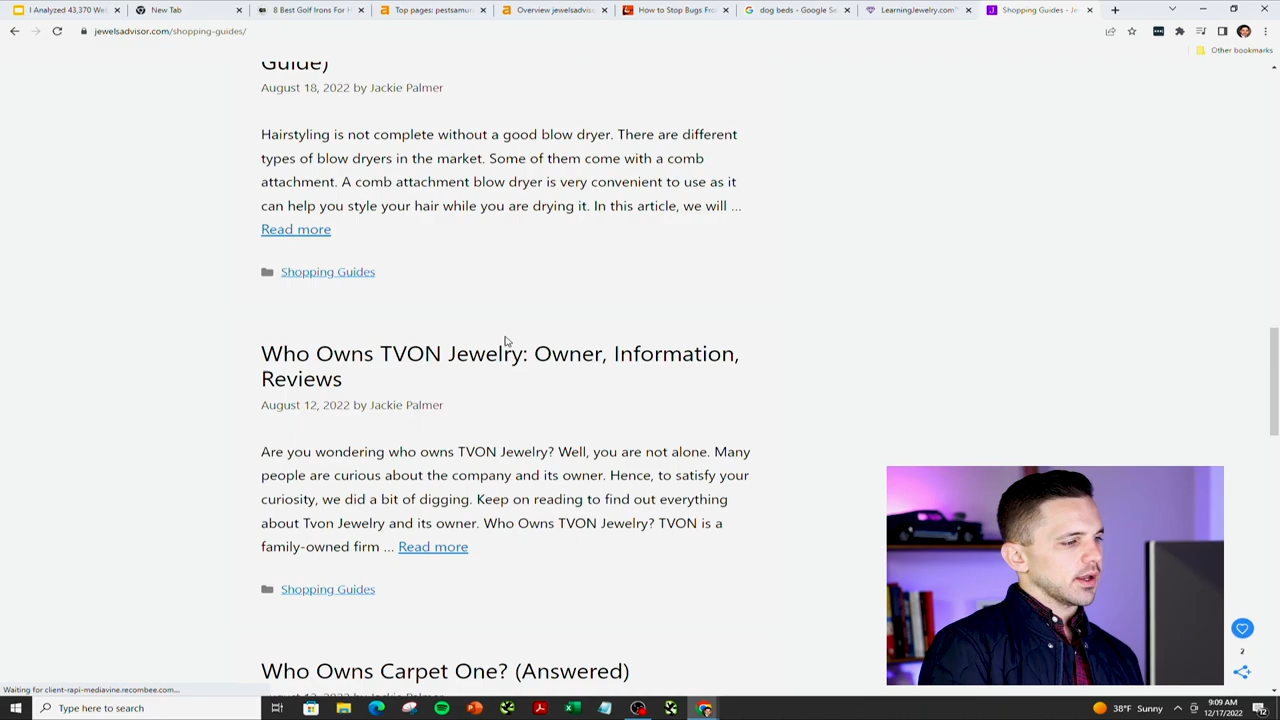 I Analyzed 43,370 We
New Tab
8 Best Golf Irons For H
Top pages: pestsamur
Overview jewelsadvis
How to Stop Bugs Fro
dog beds - Google Se
LearningJewelry.com
Shopping Guides - Je
jewelsadvisor.com/shopping-guides/
Other bookmarks
Guide)
August 18, 2022 by Jackie Palmer
Hairstyling is not complete without a good blow dryer. There are different
types of blow dryers in the market. Some of them come with a comb
attachment. A comb attachment blow dryer is very convenient to use as it
can help you style your hair while you are drying it. In this article, we will ...
Read more
Shopping Guides
Who Owns TVON Jewelry: Owner, Information,
Reviews
August 12, 2022 by Jackie Palmer
Are you wondering who owns TVON Jewelry? Well, you are not alone. Many
people are curious about the company and its owner. Hence, to satisfy your
curiosity, we did a bit of digging. Keep on reading to find out everything
about Tvon Jewelry and its owner. Who Owns TVON Jewelry? TVON is a
family-owned firm ... Read more
Shopping Guides
2
Who Owns Carpet One? (Answered)
Waiting for client-rapi-mediavine.recombee.com...
Type here to search
38°F Sunny
9:09 AM
12/17/2022
12